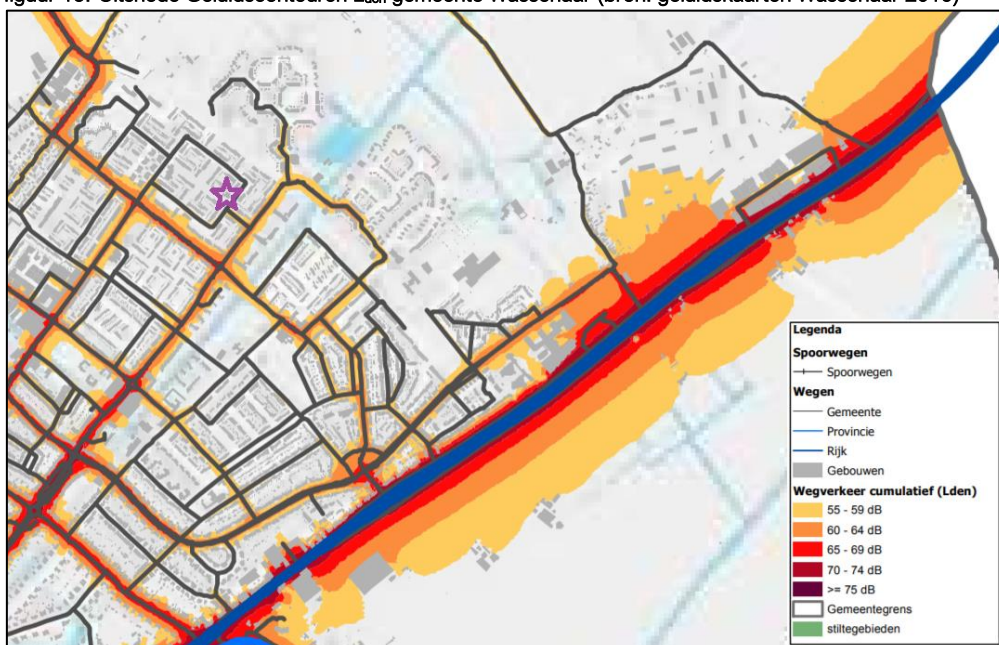 Legenda
Spoorwegen
Spoorwegen
Wegen
Gemeente
Provincie
Rijk
Gebouwen
Wegverkeer cumulatief (Lden)
55 - 59 dB
60 - 64 dB
65 - 69 dB
70 - 74 dB
>= 75 dB
Gemeentegrens
stiltegebieden